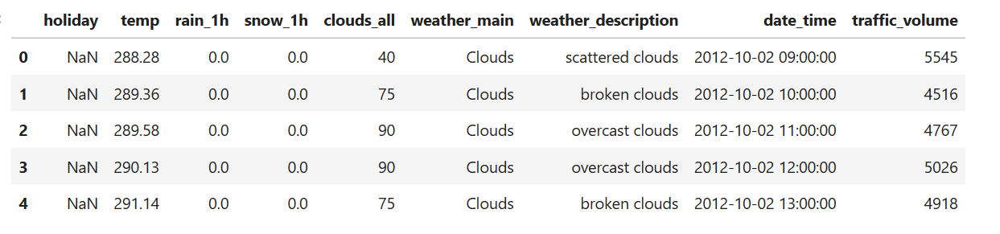 holiday temp rain_1h snow_1h clouds_all weather_main weather_description date_time traffic_volume
0 NaN 288.28 0.0 0.0 40 Clouds scattered clouds 2012-10-02 09:00:00 5545
1 NaN 289.36 0.0 0.0 75 Clouds broken clouds 2012-10-02 10:00:00 4516
2 NaN 289.58 0.0 0.0 90 Clouds overcast clouds 2012-10-02 11:00:00 4767
3 NaN 290.13 0.0 0.0 90 Clouds overcast clouds 2012-10-02 12:00:00 5026
4 NaN 291.14 0.0 0.0 75 Clouds broken clouds 2012-10-02 13:00:00 4918